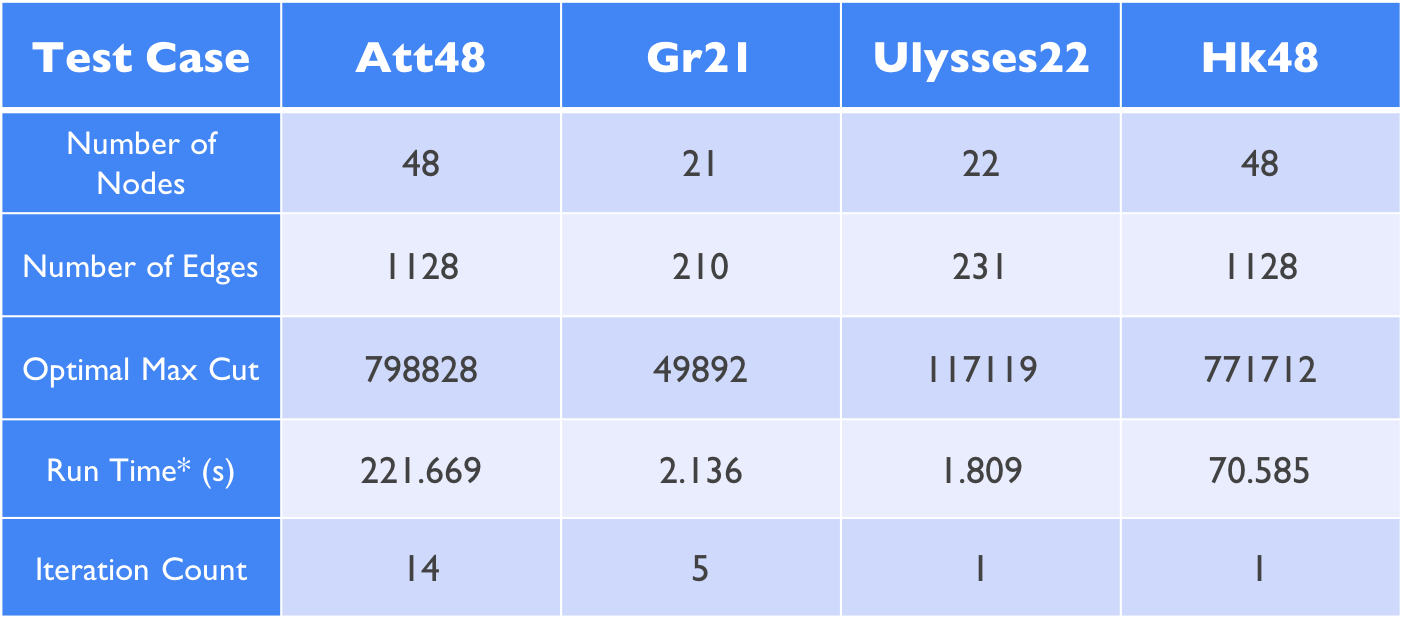 Test Case Att48 Gr21 Ulysses22 Hk48
Number of
Nodes 48 21 22 48
Number of Edges 1128 210 231 1128
Optimal Max Cut 798828 49892 117119 771712
Run Time* (s) 221.669 2.136 1.809 70.585
Iteration Count 14 5 1 1